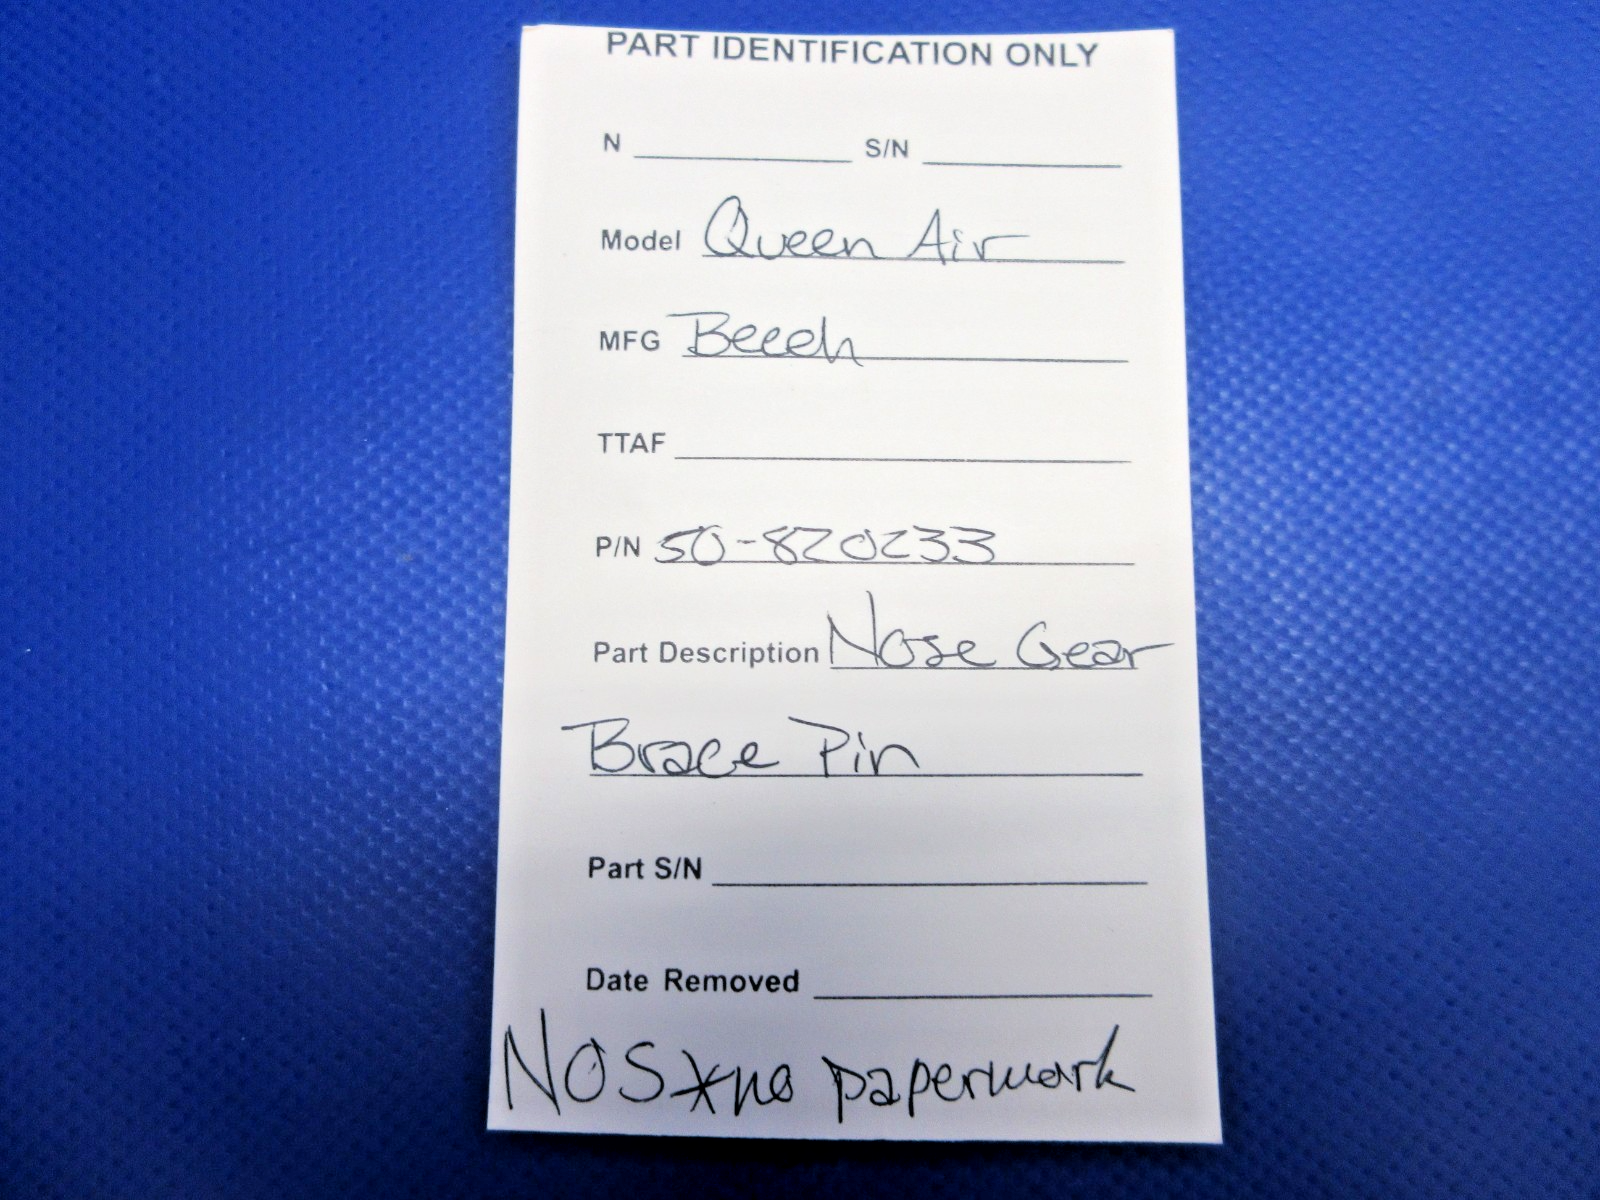 PART IDENTIFICATION ONLY
N S/N
Model Queen Air
MFG Beech
TTAF
P/N 50-820233
Part Description Nose Gear
Brace Pin
Part S/N
Date Removed
NOS*no paperwork